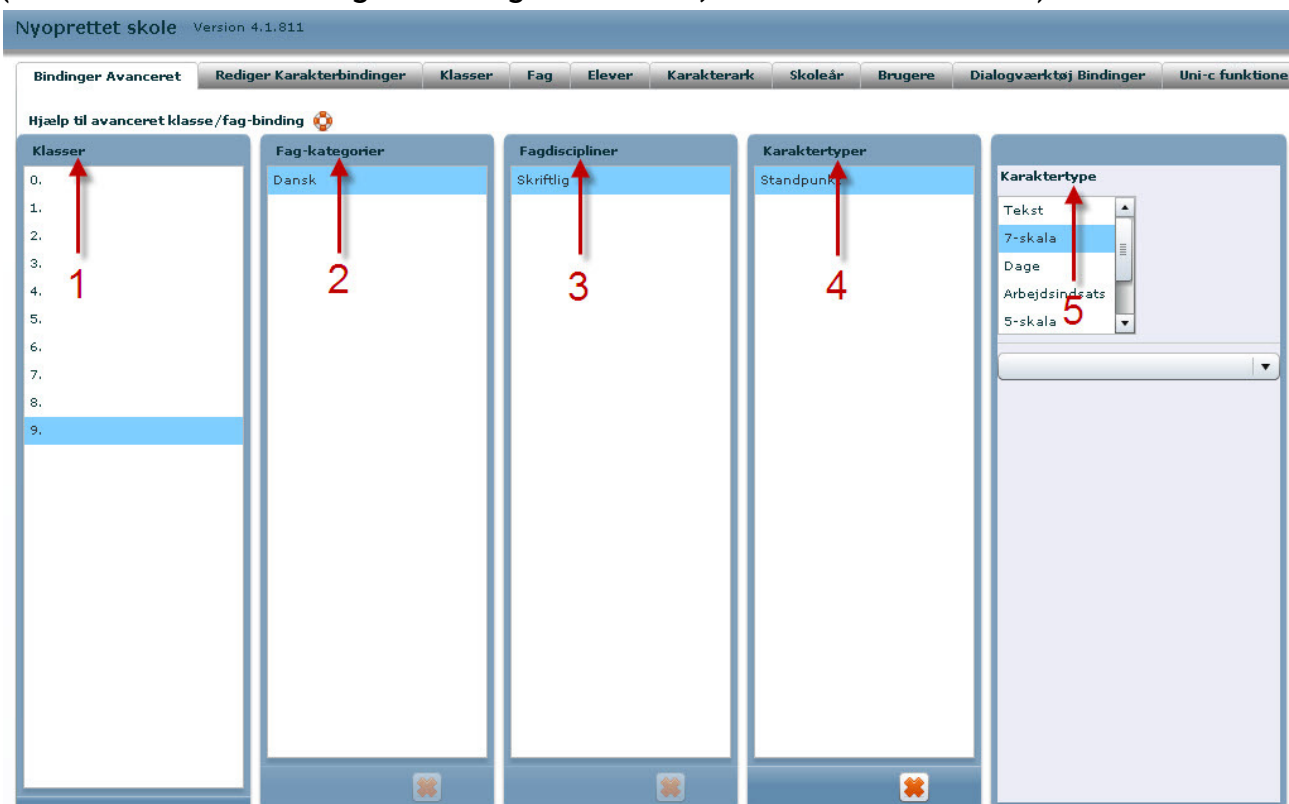 Nyoprettet skole Version 4.1.811
Bindinger Avanceret Rediger Karakterbindinger Klasser Fag Elever Karakterark Skoleår Brugere Dialogværktøj Bindinger Uni-c funktione
Hjælp til avanceret klasse/fag-binding
Klasser
0.
1.
2.
3.
4.
5.
6.
7.
8.
9.
1
Fag-kategorier
Dansk
2
Fagdiscipliner
Skriftlig
3
Karaktertyper
Standpunkt
4
Karaktertype
Tekst
7-skala
Dage
Arbejdsindsats
5-skala
5